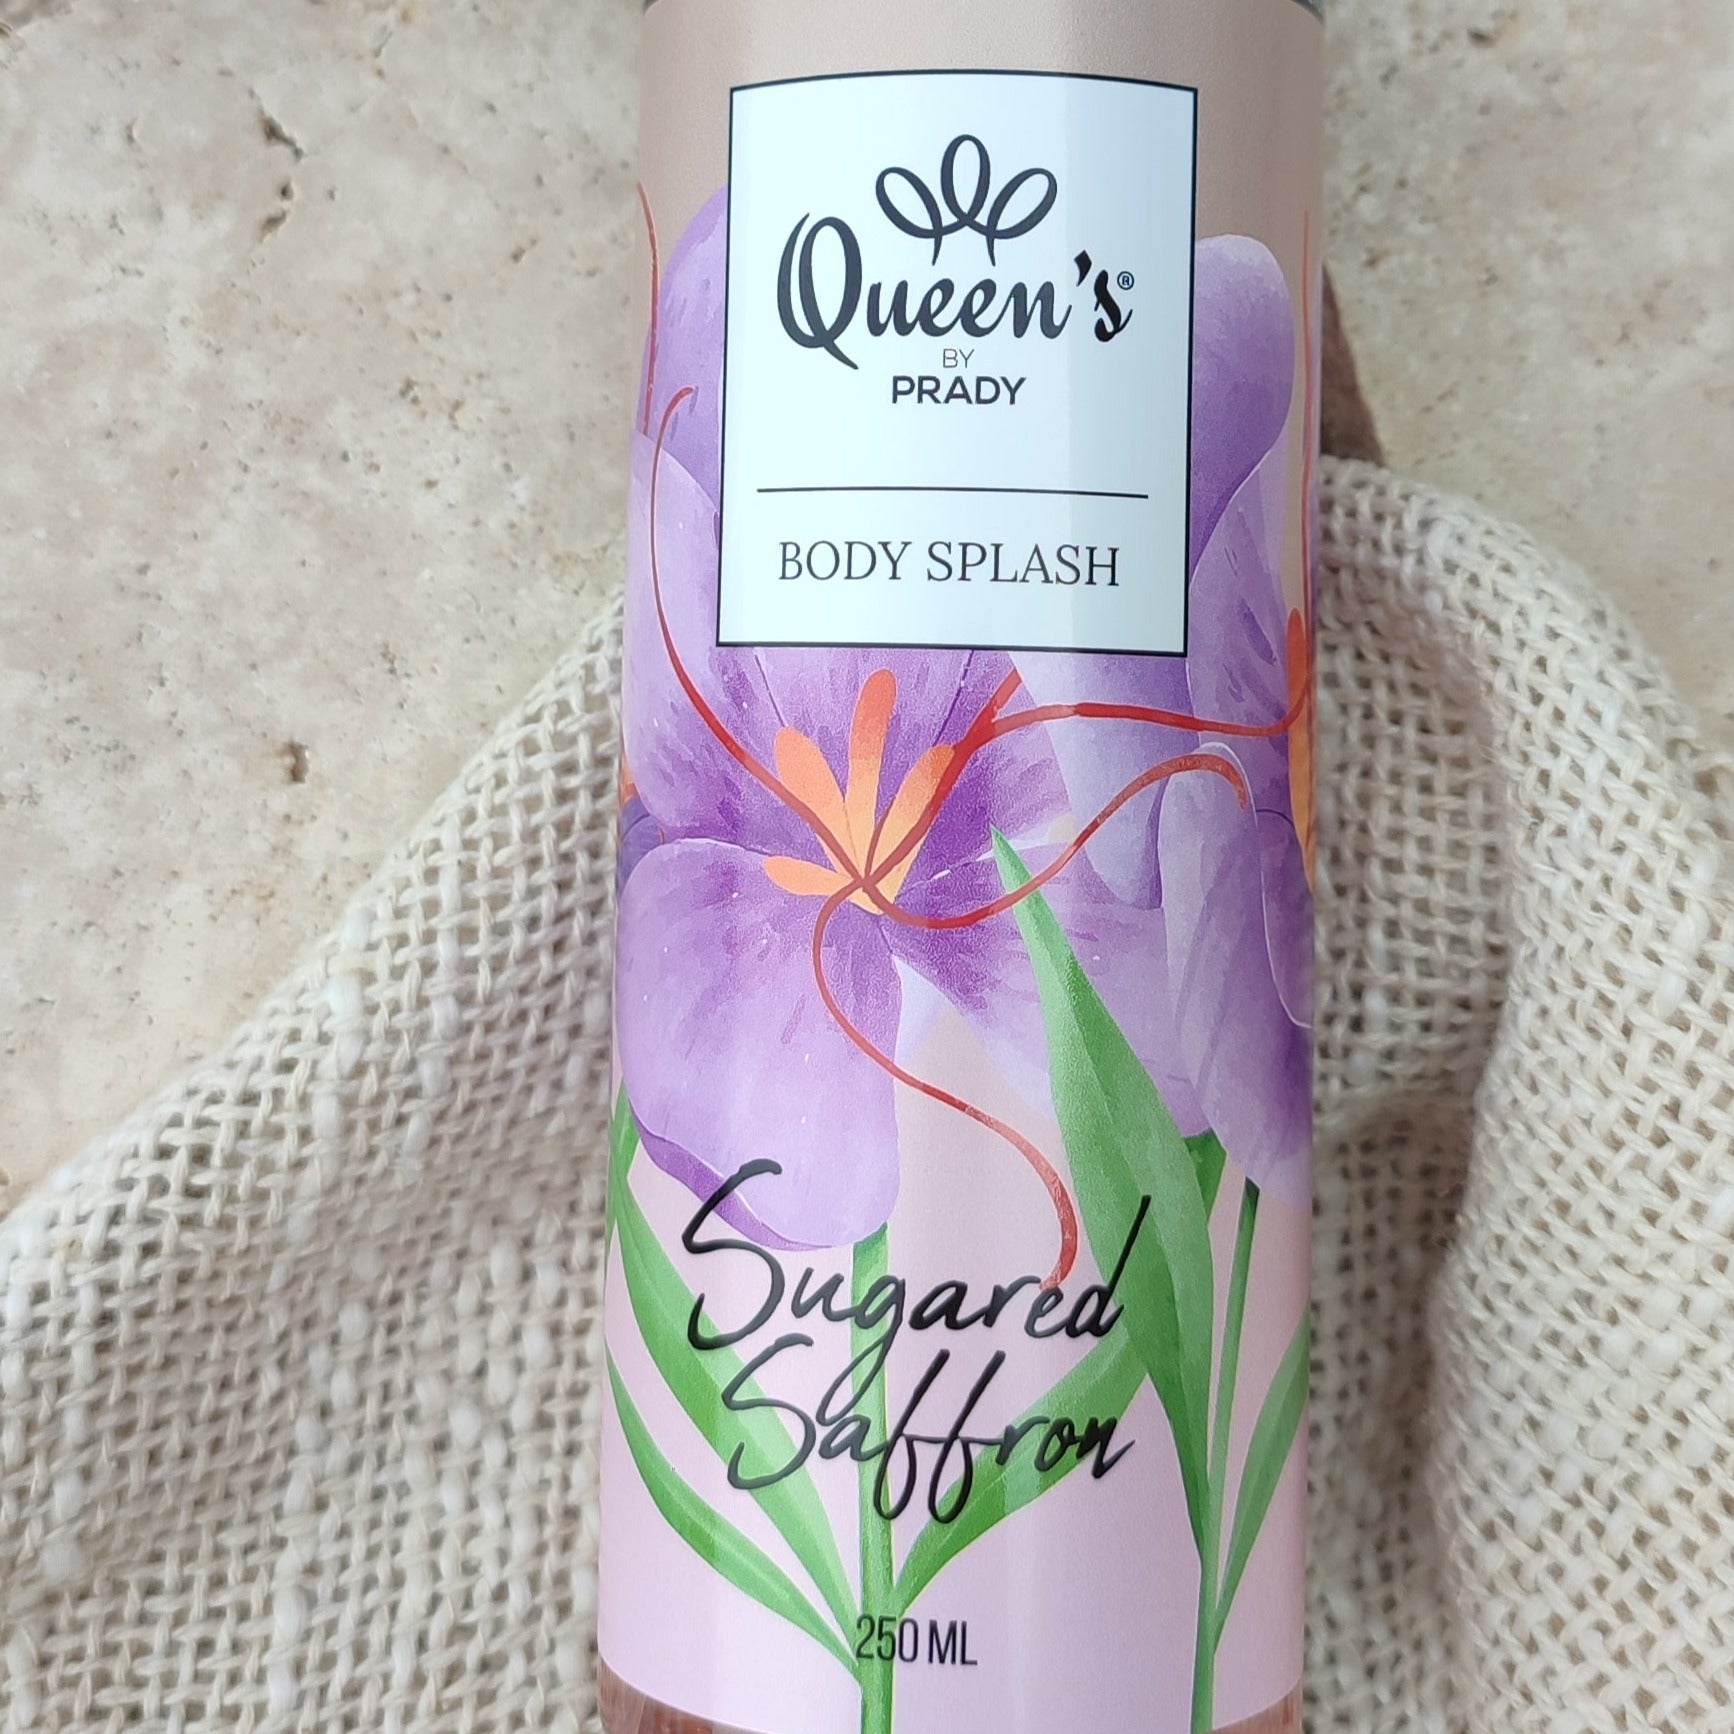 Queen's®
BY
PRADY
BODY SPLASH
Sugared
Saffron
250 ML